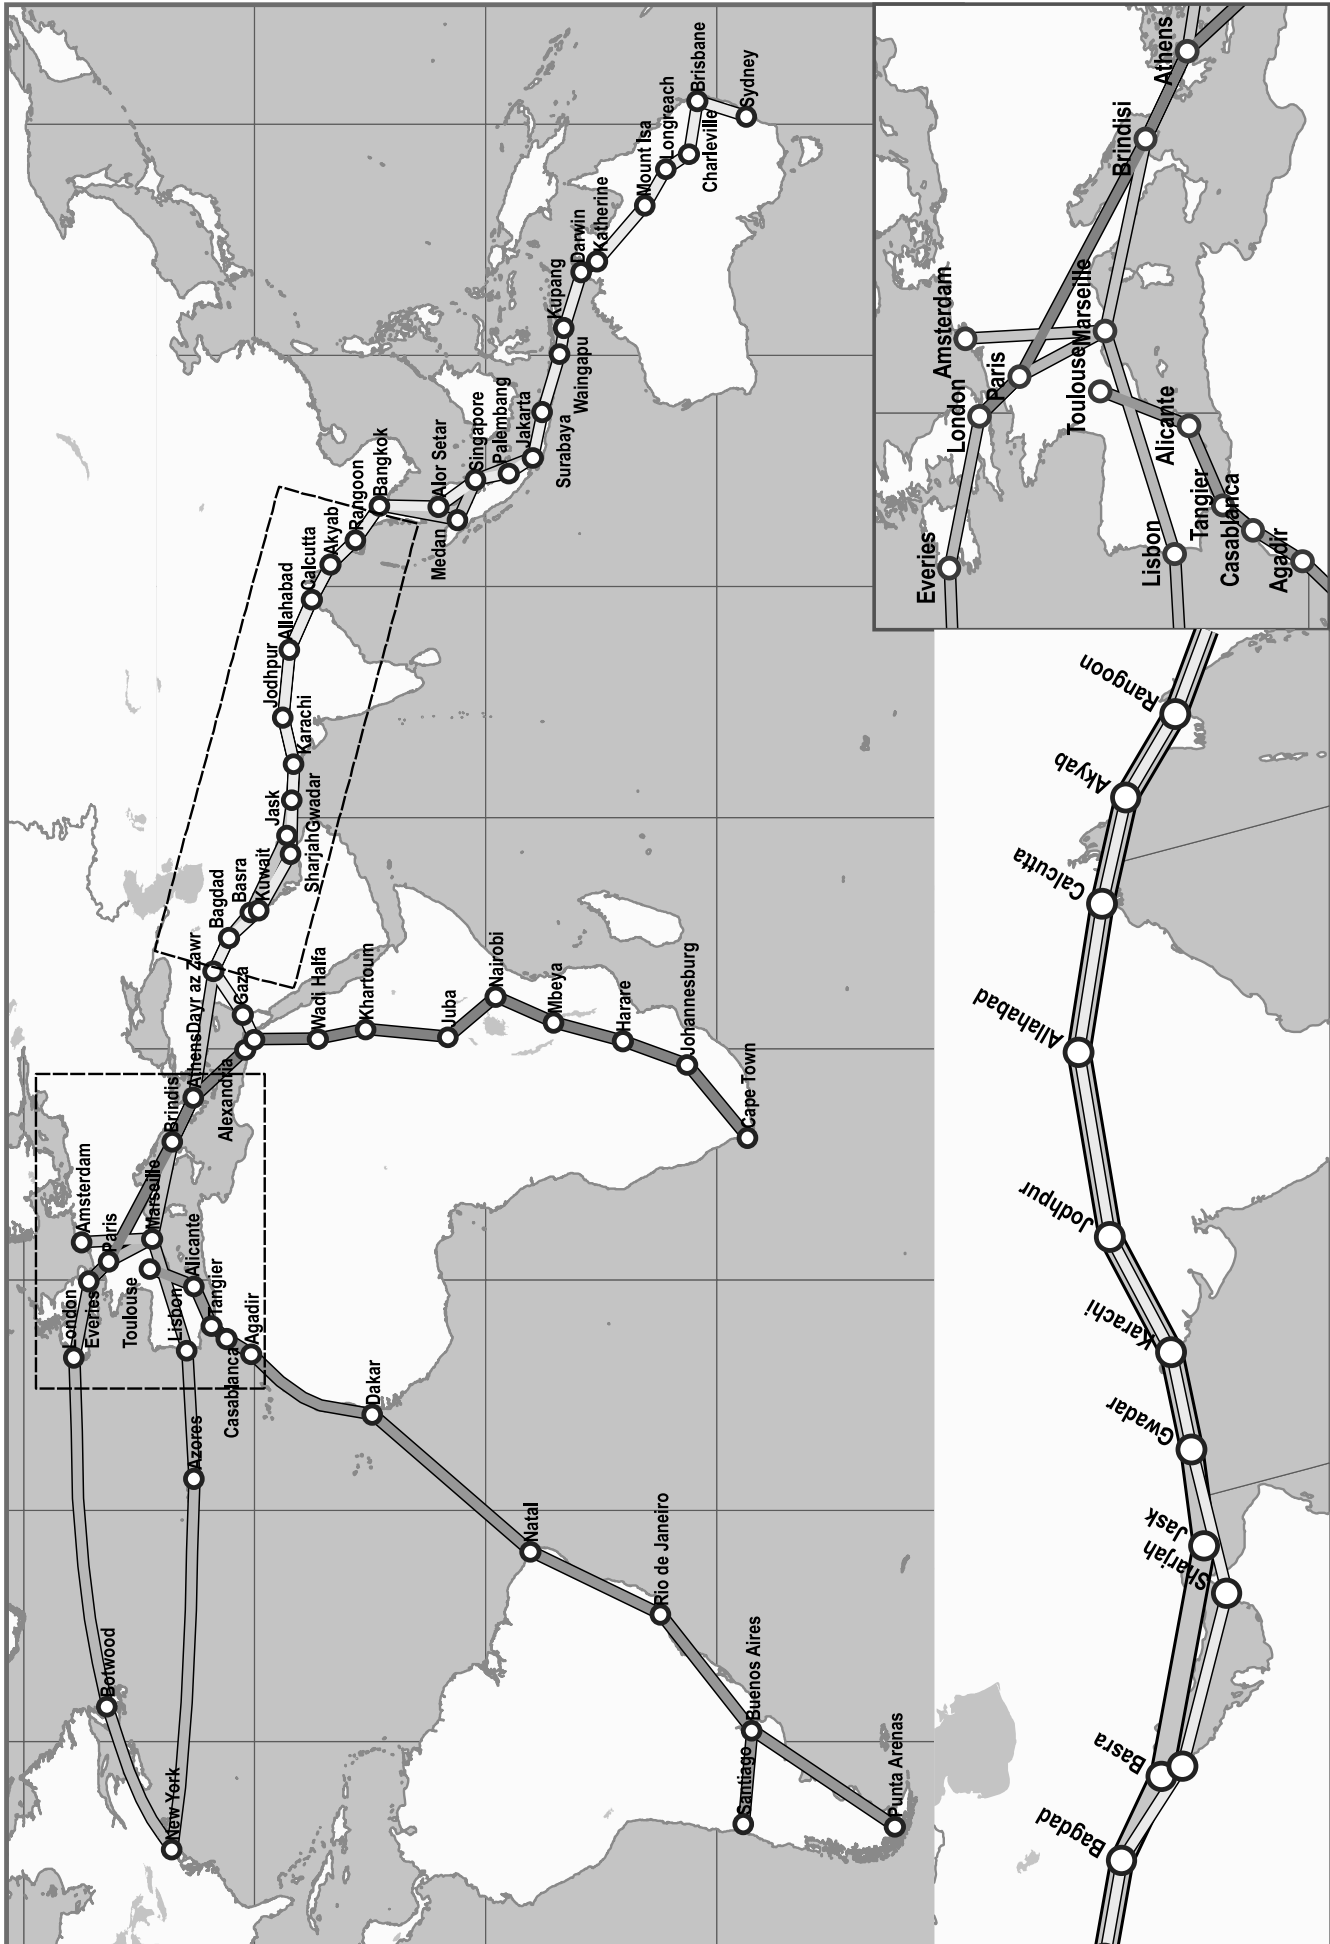 New York
Botwood
Azores
London
Everies
Amsterdam
Paris
Toulouse
Marseille
Lisbon
Alicante
Tangier
Casablanca
Agadir
Dakar
Natal
Rio de Janeiro
Buenos Aires
Santiago
Punta Arenas
Brindis
Athens
Alexandria
Dayr az Zawr
Gaza
Wadi Halfa
Khartoum
Juba
Nairobi
Mbeya
Harare
Johannesburg
Cape Town
Bagdad
Basra
Kuwait
Sharjah
Jask
Gwadar
Karachi
Jodhpur
Allahabad
Calcutta
Akyab
Rangoon
Bangkok
Alor Setar
Medan
Singapore
Palembang
Jakarta
Surabaya
Waingapu
Kupang
Darwin
Katherine
Mount Isa
Longreach
Charleville
Brisbane
Sydney
Bagdad
Basra
Sharjah
Jask
Gwadar
Karachi
Jodhpur
Allahabad
Calcutta
Akyab
Rangoon
Everies
London
Amsterdam
Paris
Toulouse
Marseille
Lisbon
Alicante
Tangier
Casablanca
Agadir
Brindisi
Athens